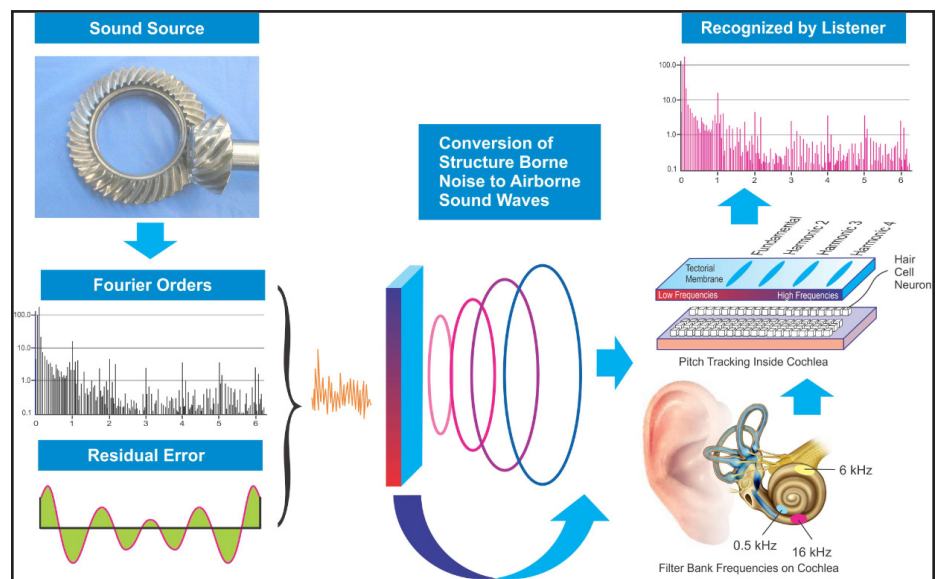 Sound Source
Fourier Orders
100.0
10.0
1.0
0.1
0 1 2 3 4 5 6
Residual Error
Conversion of
Structure Borne
Noise to Airborne
Sound Waves
Recognized by Listener
100.0
10.0
1.0
0.1
0 1 2 3 4 5 6
Fundamental
Harmonic 2
Harmonic 3
Harmonic 4
Tectorial
Membrane
Low Frequencies
High Frequencies
Hair
Cell
Neuron
Pitch Tracking Inside Cochlea
6 kHz
0.5 kHz
16 kHz
Filter Bank Frequencies on Cochlea